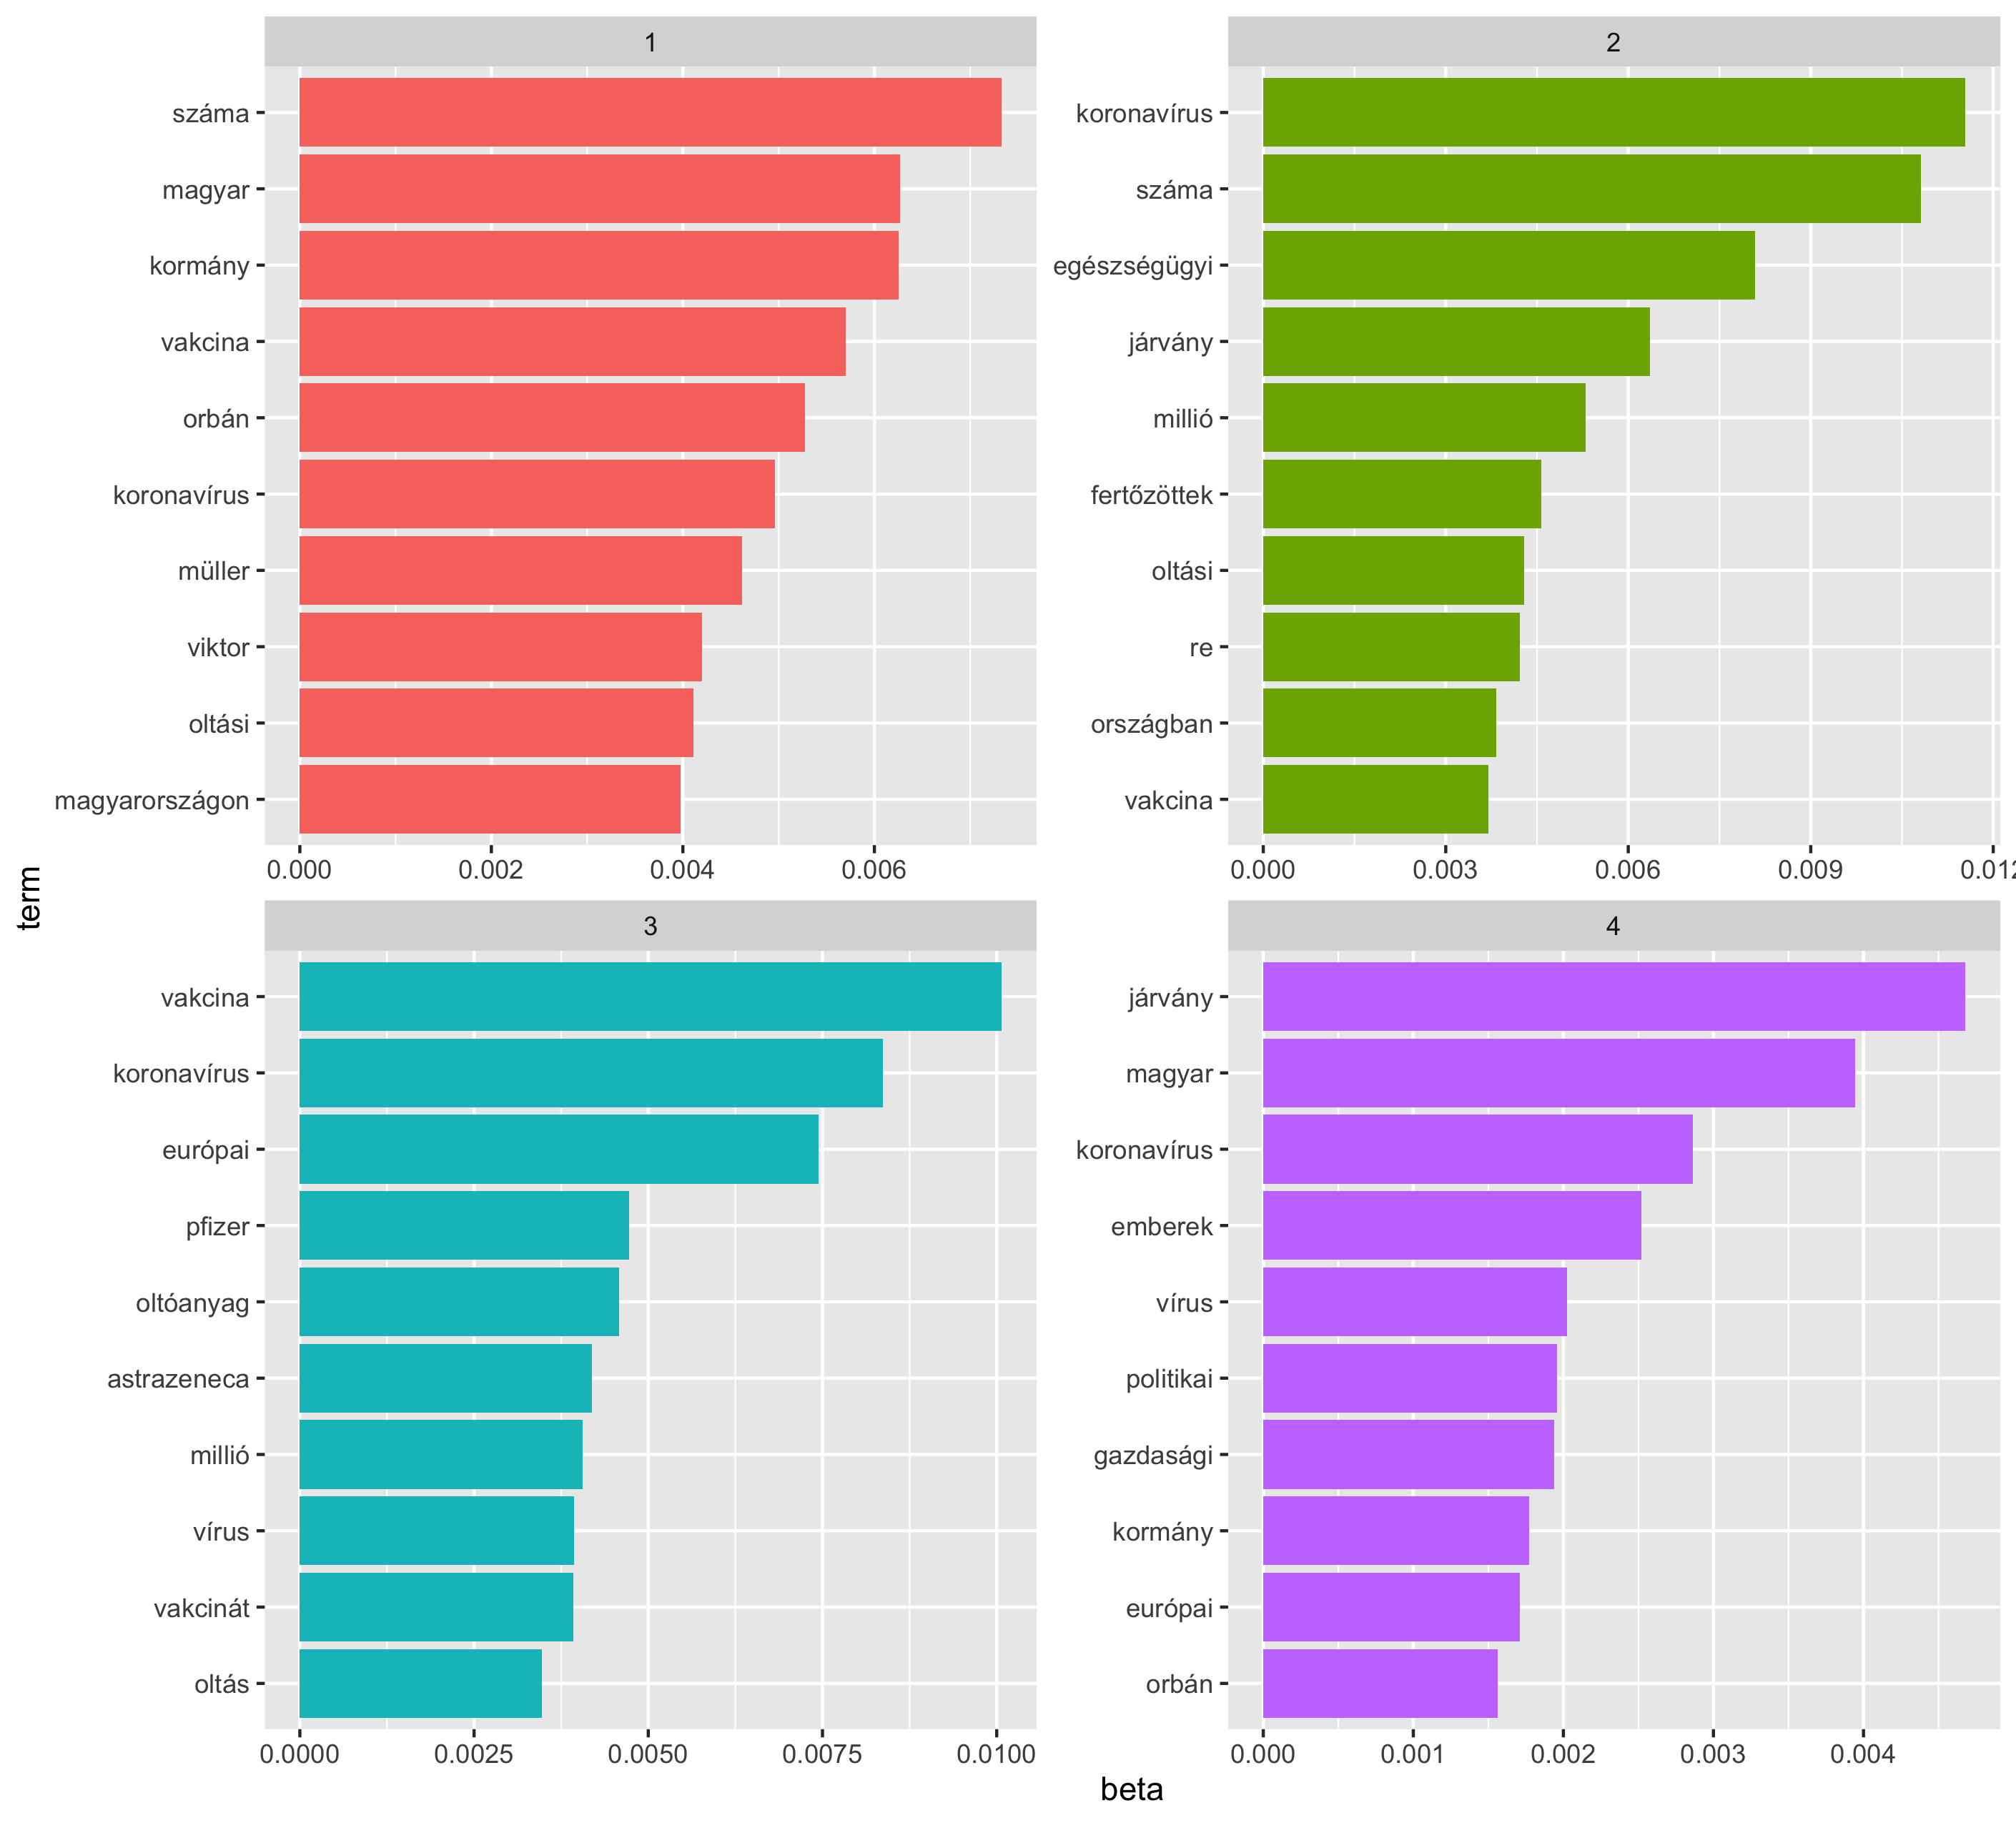 1
száma
magyar
kormány
vakcina
orbán
koronavírus
müller
viktor
oltási
magyarországon
0.000 0.002 0.004 0.006
2
koronavírus
száma
egészségügyi
járvány
millió
fertőzöttek
oltási
re
országban
vakcina
0.000 0.003 0.006 0.009 0.012
term
3
vakcina
koronavírus
európai
pfizer
oltóanyag
astrazeneca
millió
vírus
vakcinát
oltás
0.0000 0.0025 0.0050 0.0075 0.0100
4
járvány
magyar
koronavírus
emberek
vírus
politikai
gazdasági
kormány
európai
orbán
0.000 0.001 0.002 0.003 0.004
beta